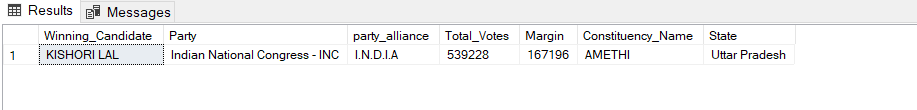 Results Messages
Winning_Candidate Party party_alliance Total_Votes Margin Constituency_Name State
1 KISHORI LAL Indian National Congress - INC I.N.D.I.A 539228 167196 AMETHI Uttar Pradesh